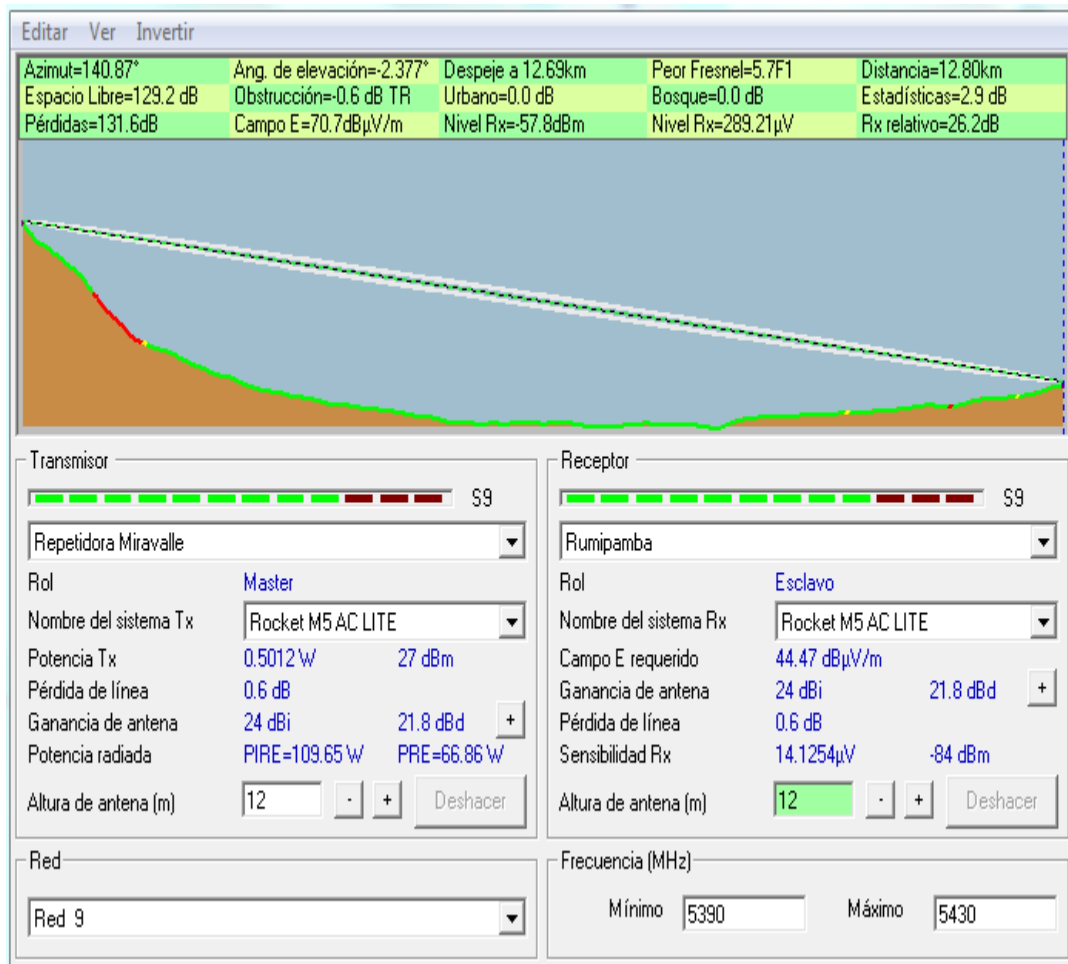 Editar Ver Invertir
Azimut=140.87° Ang. de elevación=-2.377° Despeje a 12.69km Peor Fresnel=5.7F1 Distancia=12.80km
Espacio Libre=129.2 dB Obstrucción=-0.6 dB TR Urbano=0.0 dB Bosque=0.0 dB Estadísticas=2.9 dB
Pérdidas=131.6dB Campo E=70.7dBµV/m Nivel Rx=-57.8dBm Nivel Rx=289.21µV Rx relativo=26.2dB
Transmisor
S9
Repetidora Miravalle
Rol Master
Nombre del sistema Tx Rocket M5 AC LITE
Potencia Tx 0.5012 W 27 dBm
Pérdida de línea 0.6 dB
Ganancia de antena 24 dBi 21.8 dBd +
Potencia radiada PIRE=109.65 W PRE=66.86 W
Altura de antena (m) 12 - + Deshacer
Receptor
S9
Rumipamba
Rol Esclavo
Nombre del sistema Rx Rocket M5 AC LITE
Campo E requerido 44.47 dBµV/m
Ganancia de antena 24 dBi 21.8 dBd +
Pérdida de línea 0.6 dB
Sensibilidad Rx 14.1254µV -84 dBm
Altura de antena (m) 12 - + Deshacer
Red
Red 9
Frecuencia (MHz)
Mínimo 5390 Máximo 5430